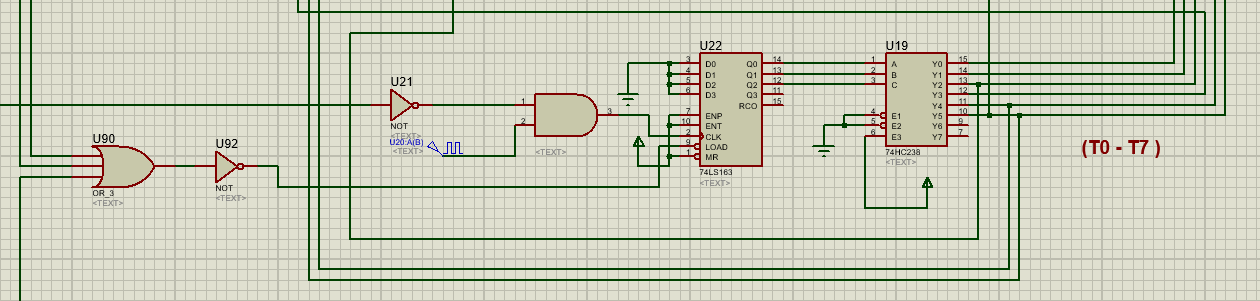 U90
OR_3
<TEXT>
U92
NOT
<TEXT>
U21
NOT
<TEXT>
U20:A(B)
<TEXT>
1
2
3
<TEXT>
U22
3 D0 Q0 14
4 D1 Q1 13
5 D2 Q2 12
6 D3 Q3 11
RCO 15
7 ENP
10 ENT
2 CLK
9 LOAD
1 MR
74LS163
<TEXT>
U19
1 A Y0 15
2 B Y1 14
3 C Y2 13
Y3 12
Y4 11
4 E1 Y5 10
5 E2 Y6 9
6 E3 Y7 7
74HC238
<TEXT>
(T0 - T7 )